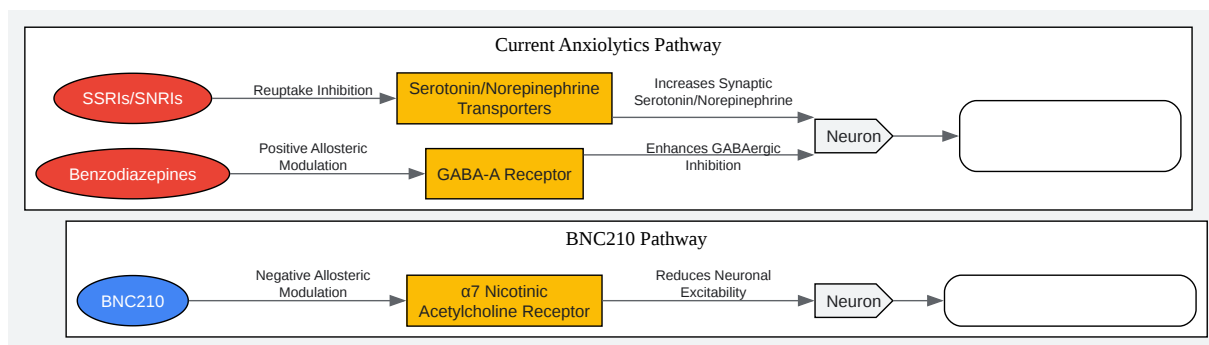 Current Anxiolytics Pathway
SSRIs/SNRIs
Reuptake Inhibition
Serotonin/Norepinephrine
Transporters
Increases Synaptic
Serotonin/Norepinephrine
Neuron
Benzodiazepines
Positive Allosteric
Modulation
GABA-A Receptor
Enhances GABAergic
Inhibition
BNC210 Pathway
BNC210
Negative Allosteric
Modulation
α7 Nicotinic
Acetylcholine Receptor
Reduces Neuronal
Excitability
Neuron